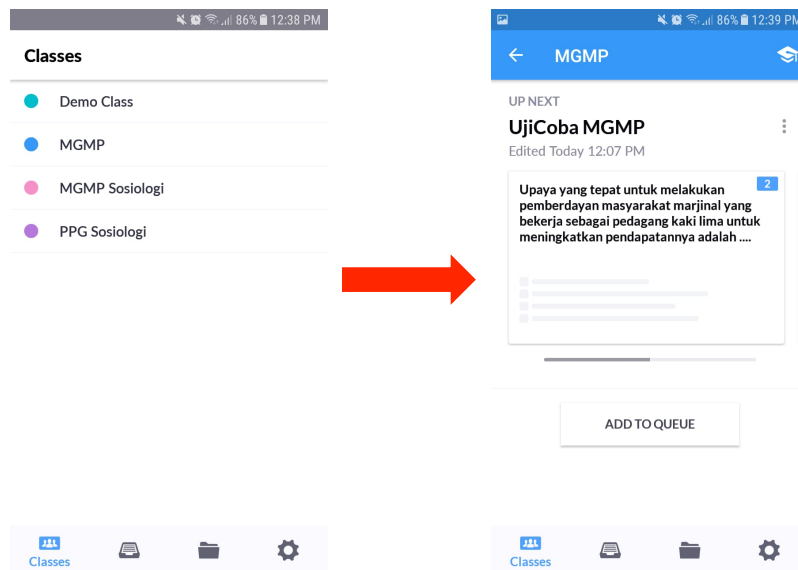 86% 12:38 PM
Classes
Demo Class
MGMP
MGMP Sosiologi
PPG Sosiologi
Classes
86% 12:39 PM
MGMP
UP NEXT
UjiCoba MGMP
Edited Today 12:07 PM
2
Upaya yang tepat untuk melakukan
pemberdayan masyarakat marjinal yang
bekerja sebagai pedagang kaki lima untuk
meningkatkan pendapatannya adalah ....
ADD TO QUEUE
Classes